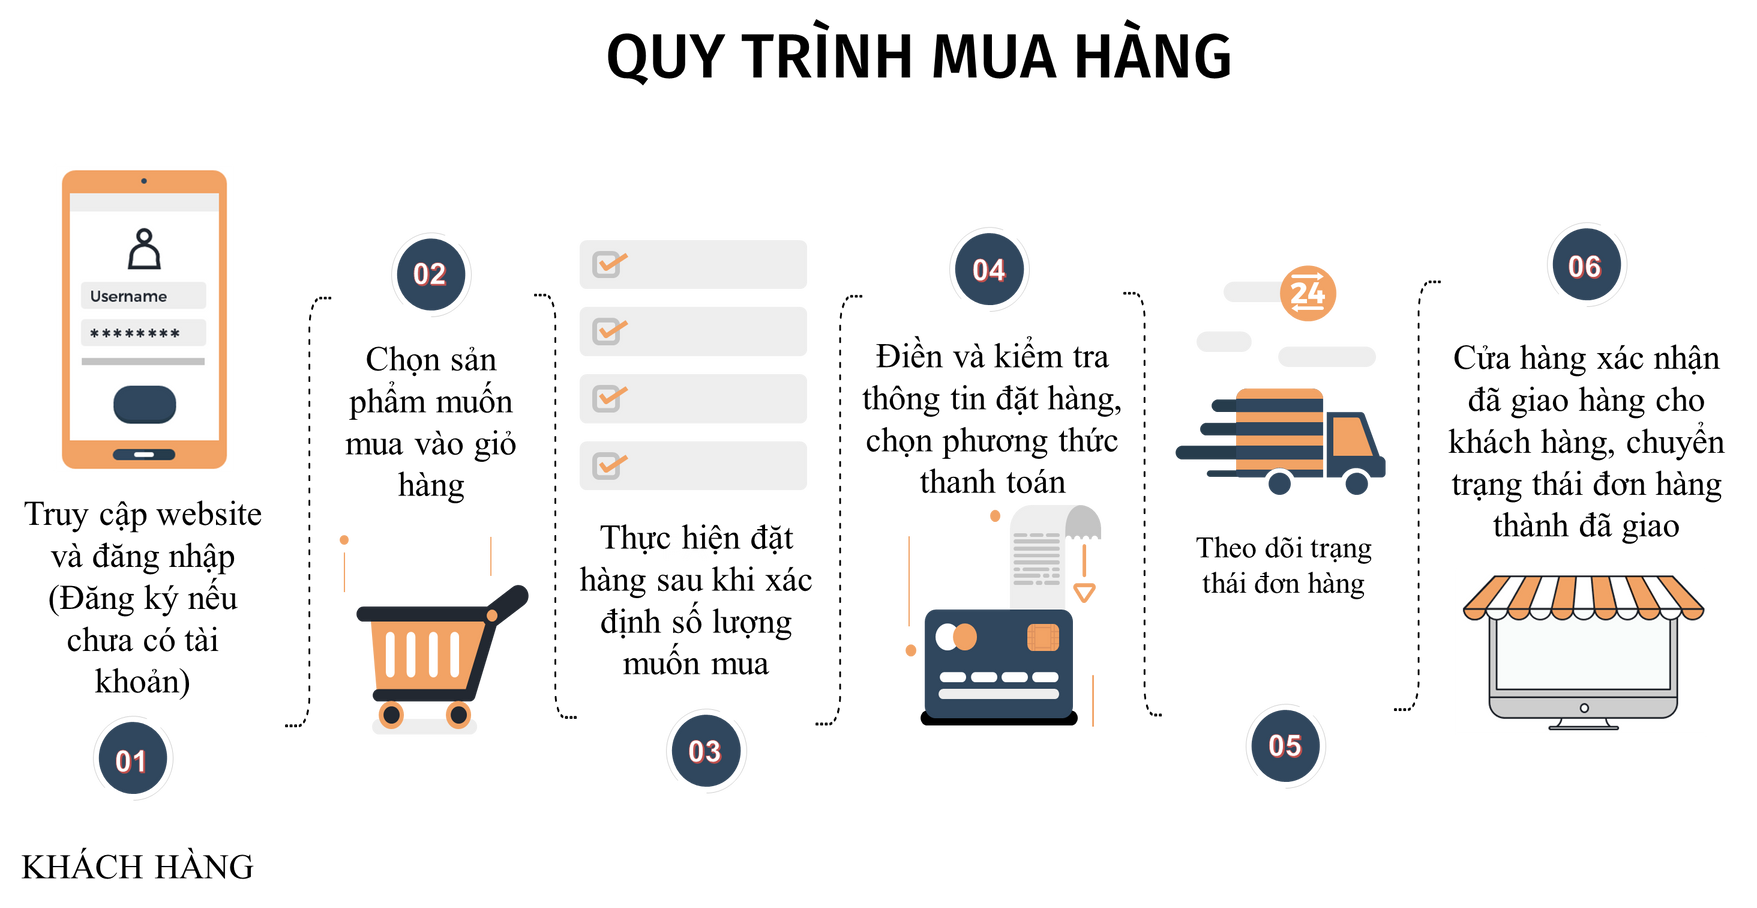 QUY TRÌNH MUA HÀNG
Username
********
Truy cập website
và đăng nhập
(Đăng ký nếu
chưa có tài
khoản)
01
02
Chọn sản
phẩm muốn
mua vào giỏ
hàng
Thực hiện đặt
hàng sau khi xác
định số lượng
muốn mua
03
04
Điền và kiểm tra
thông tin đặt hàng,
chọn phương thức
thanh toán
24
Theo dõi trạng
thái đơn hàng
05
06
Cửa hàng xác nhận
đã giao hàng cho
khách hàng, chuyển
trạng thái đơn hàng
thành đã giao
KHÁCH HÀNG